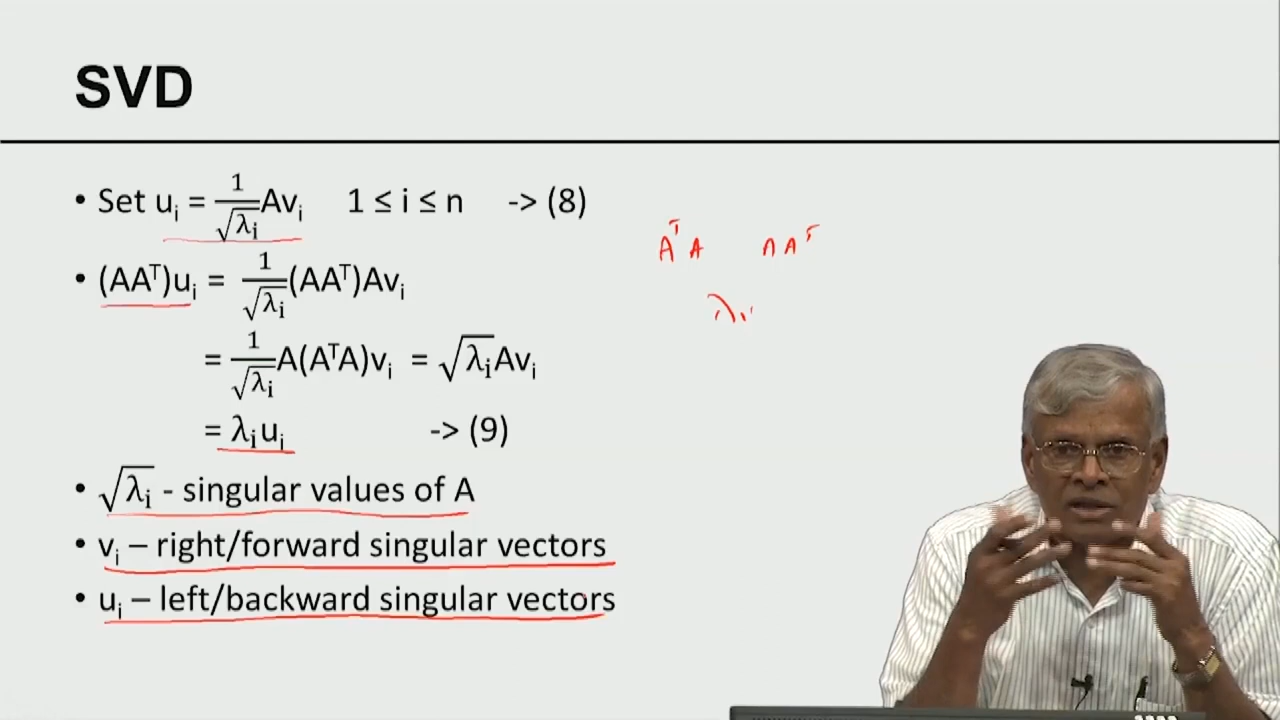 SVD
• Set uᵢ = 1/√λᵢ Avᵢ 1 ≤ i ≤ n -> (8)
• (AAᵀ)uᵢ = 1/√λᵢ (AAᵀ)Avᵢ
= 1/√λᵢ A(AᵀA)vᵢ = √λᵢ Avᵢ
= λᵢuᵢ -> (9)
• √λᵢ - singular values of A
• vᵢ – right/forward singular vectors
• uᵢ – left/backward singular vectors
AᵀA AAᵀ
λᵢ